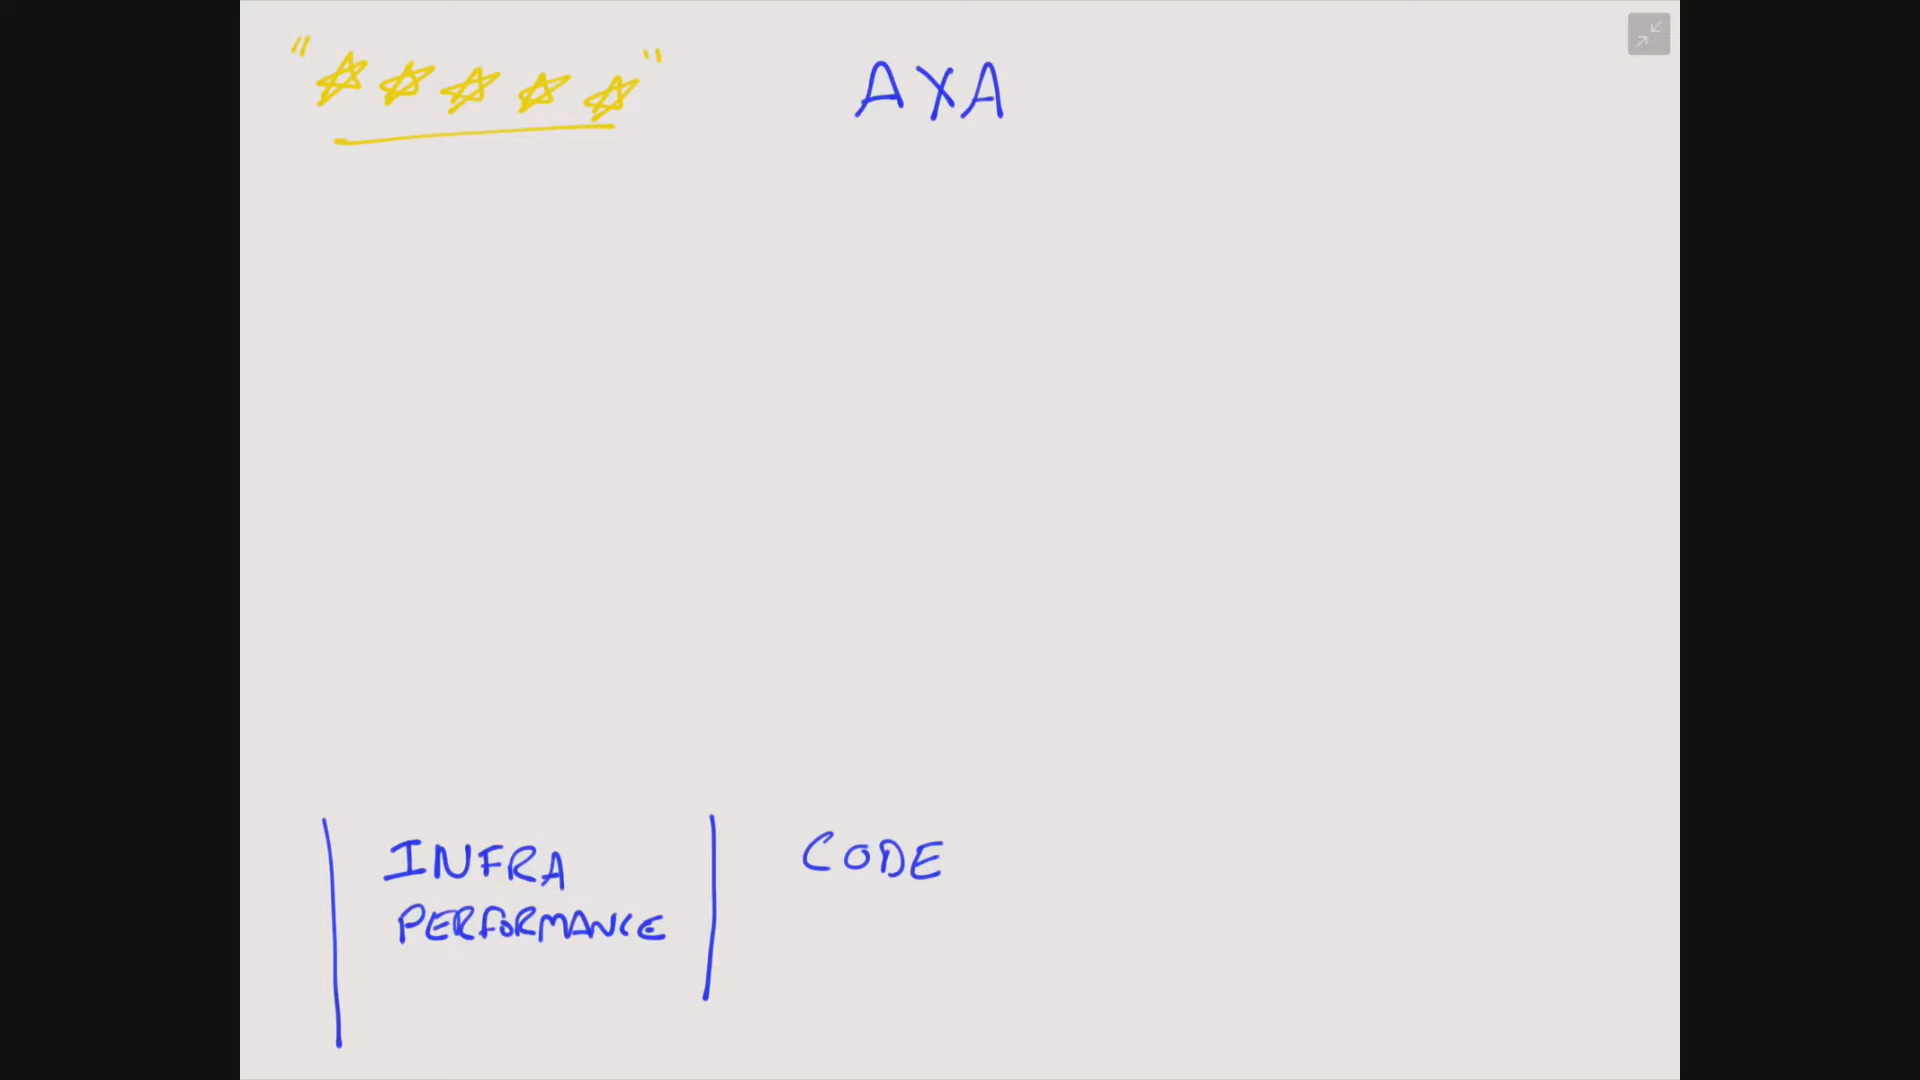 "☆☆☆☆☆"
AXA
INFRA
PERFORMANCE
CODE